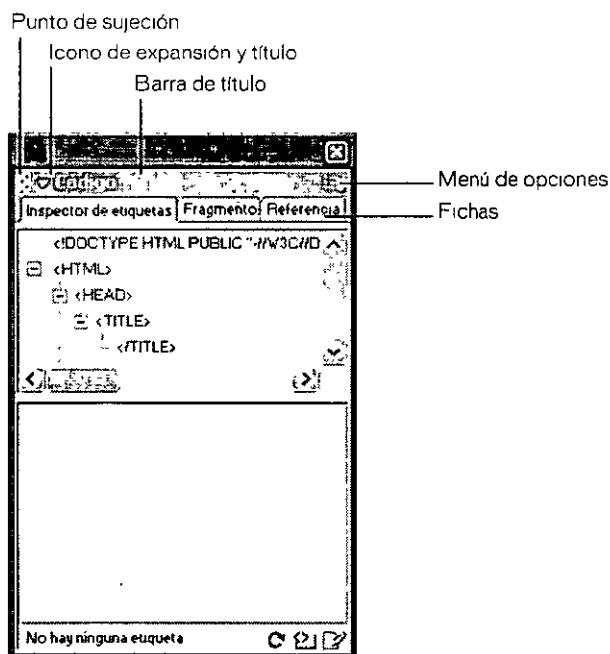 Punto de sujeción
Icono de expansión y título
Barra de título
Menú de opciones
Inspector de etiquetas Fragmentos Referencia
Fichas
<!DOCTYPE HTML PUBLIC "-//W3C//D
<HTML>
<HEAD>
<TITLE>
</TITLE>
No hay ninguna etiqueta